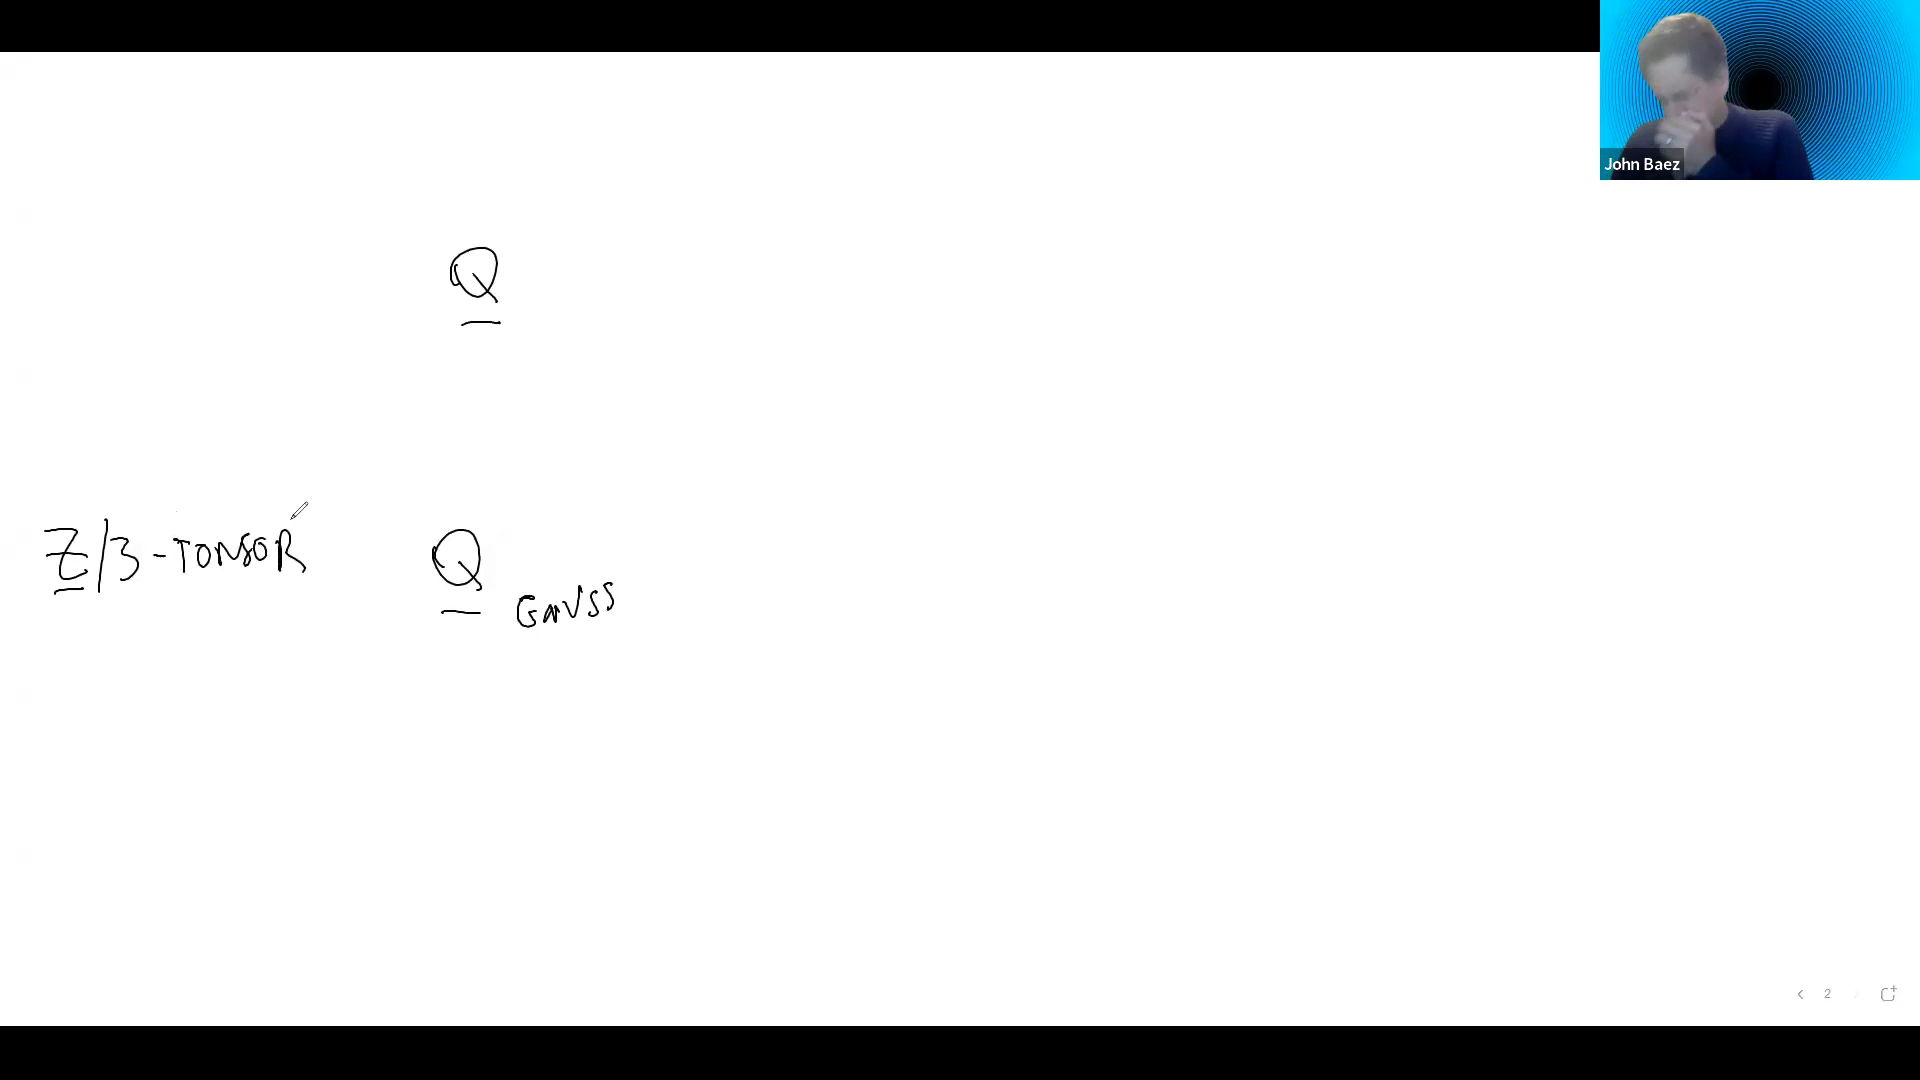 John Baez
Q
Z/3-TORSOR
Q GAUSS
2